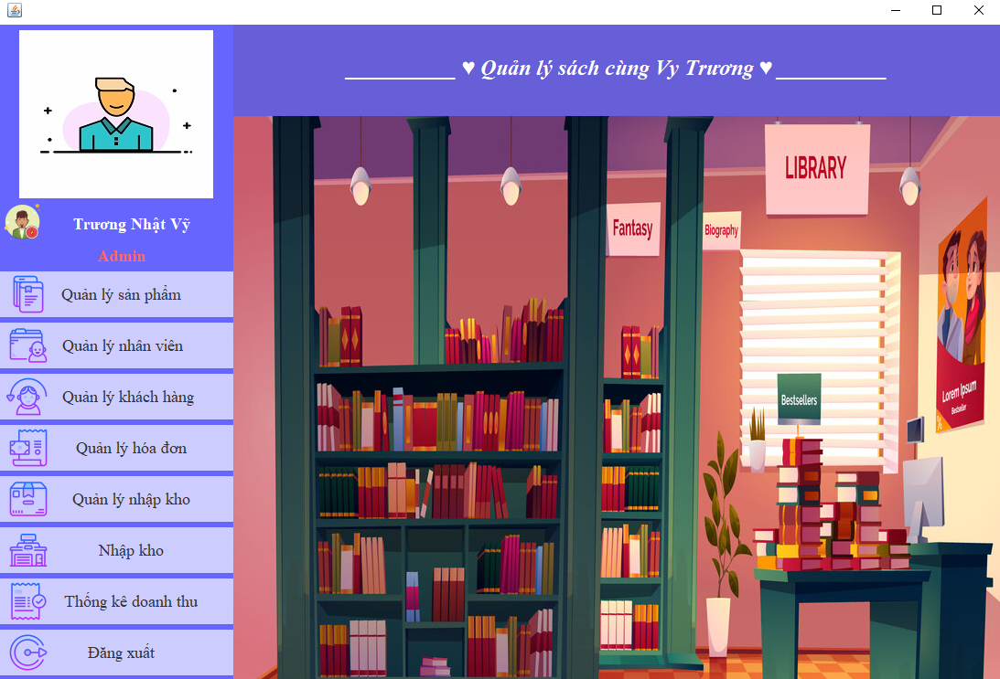 ____________ ♥ Quản lý sách cùng Vy Trương ♥ ____________
Trương Nhật Vỹ
Admin
Quản lý sản phẩm
Quản lý nhân viên
Quản lý khách hàng
Quản lý hóa đơn
Quản lý nhập kho
Nhập kho
Thống kê doanh thu
Đăng xuất
LIBRARY
Fantasy
Biography
Bestsellers
Lorem Ipsum
Bestseller
%